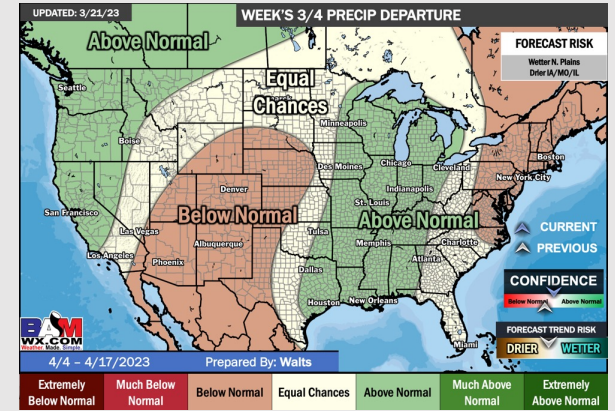 UPDATED: 3/21/23
WEEK'S 3/4 PRECIP DEPARTURE
FORECAST RISK
Wetter N. Plains
Drier IA/MO/IL
Above Normal
Equal
Chances
Seattle
Minneapolis
Boise
Boston
Des Moines
Chicago
Cleveland
New York City
Denver
Indianapolis
St. Louis
San Francisco
Below Normal
Above Normal
Las Vegas
Tulsa
CURRENT
Albuquerque
Memphis
Charlotte
PREVIOUS
Los Angeles
Phoenix
Atlanta
Dallas
CONFIDENCE
Below Normal
Above Normal
Houston
New Orleans
BAM
WX.COM
Weather. Made. Simple.
FORECAST TREND RISK
DRIER
WETTER
Miami
4/4 – 4/17/2023
Prepared By: Walts
Extremely
Below Normal
Much Below
Normal
Below Normal
Equal Chances
Above Normal
Much Above
Normal
Extremely
Above Normal